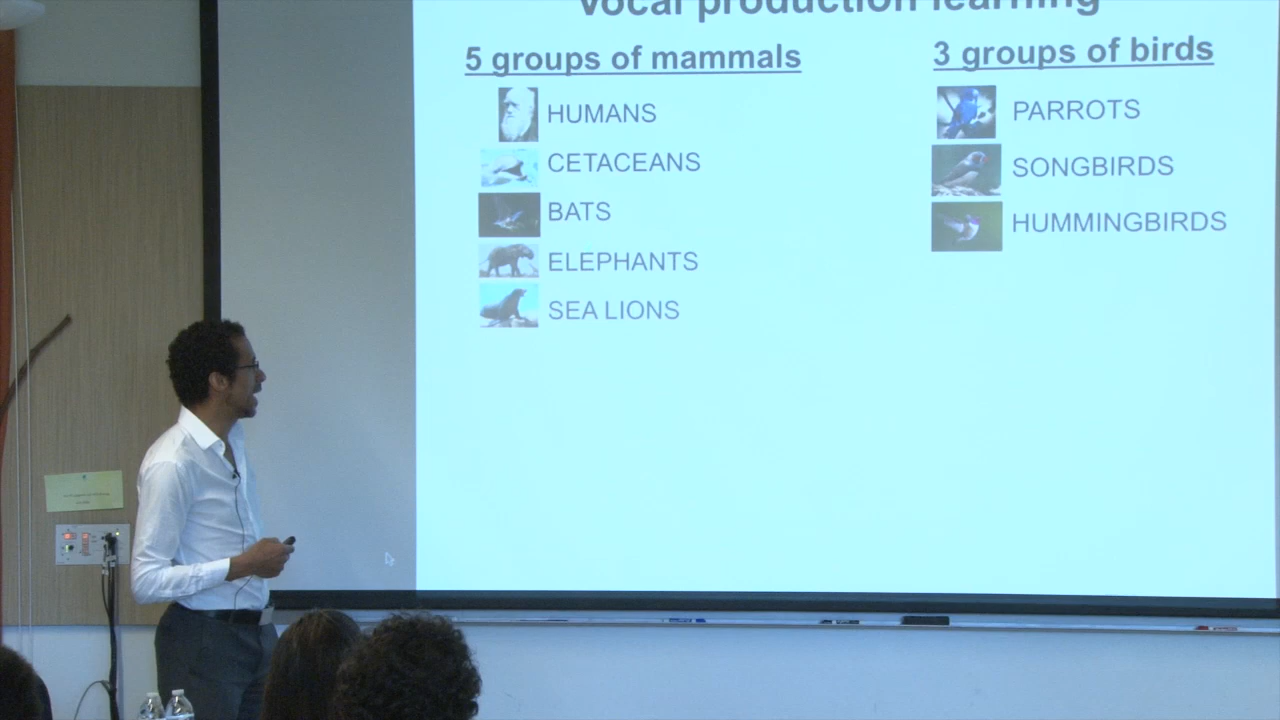 vocal production learning
5 groups of mammals
HUMANS
CETACEANS
BATS
ELEPHANTS
SEA LIONS
3 groups of birds
PARROTS
SONGBIRDS
HUMMINGBIRDS